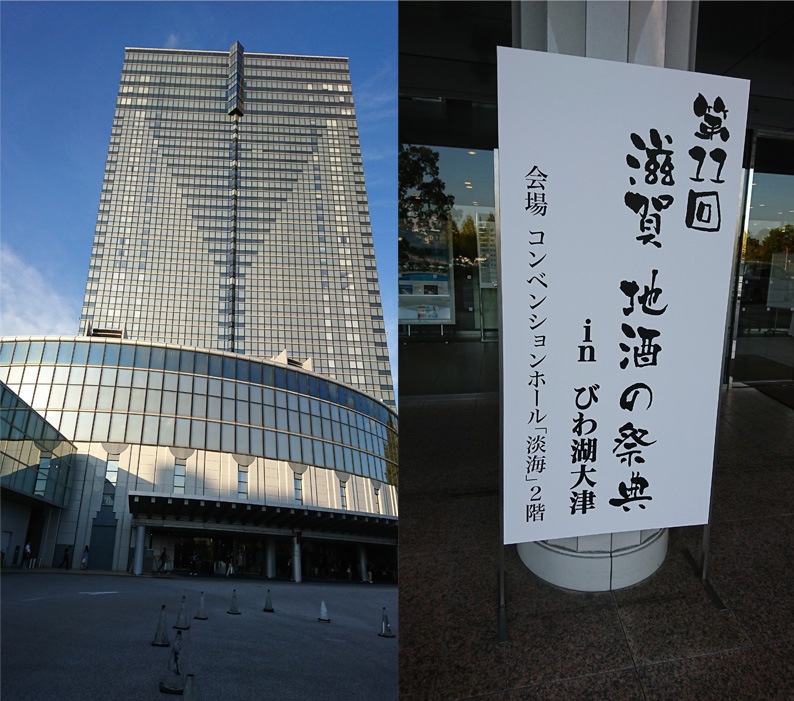 第11回
滋賀 地酒の祭典
in びわ湖大津
会場 コンベンションホール「淡海」2階